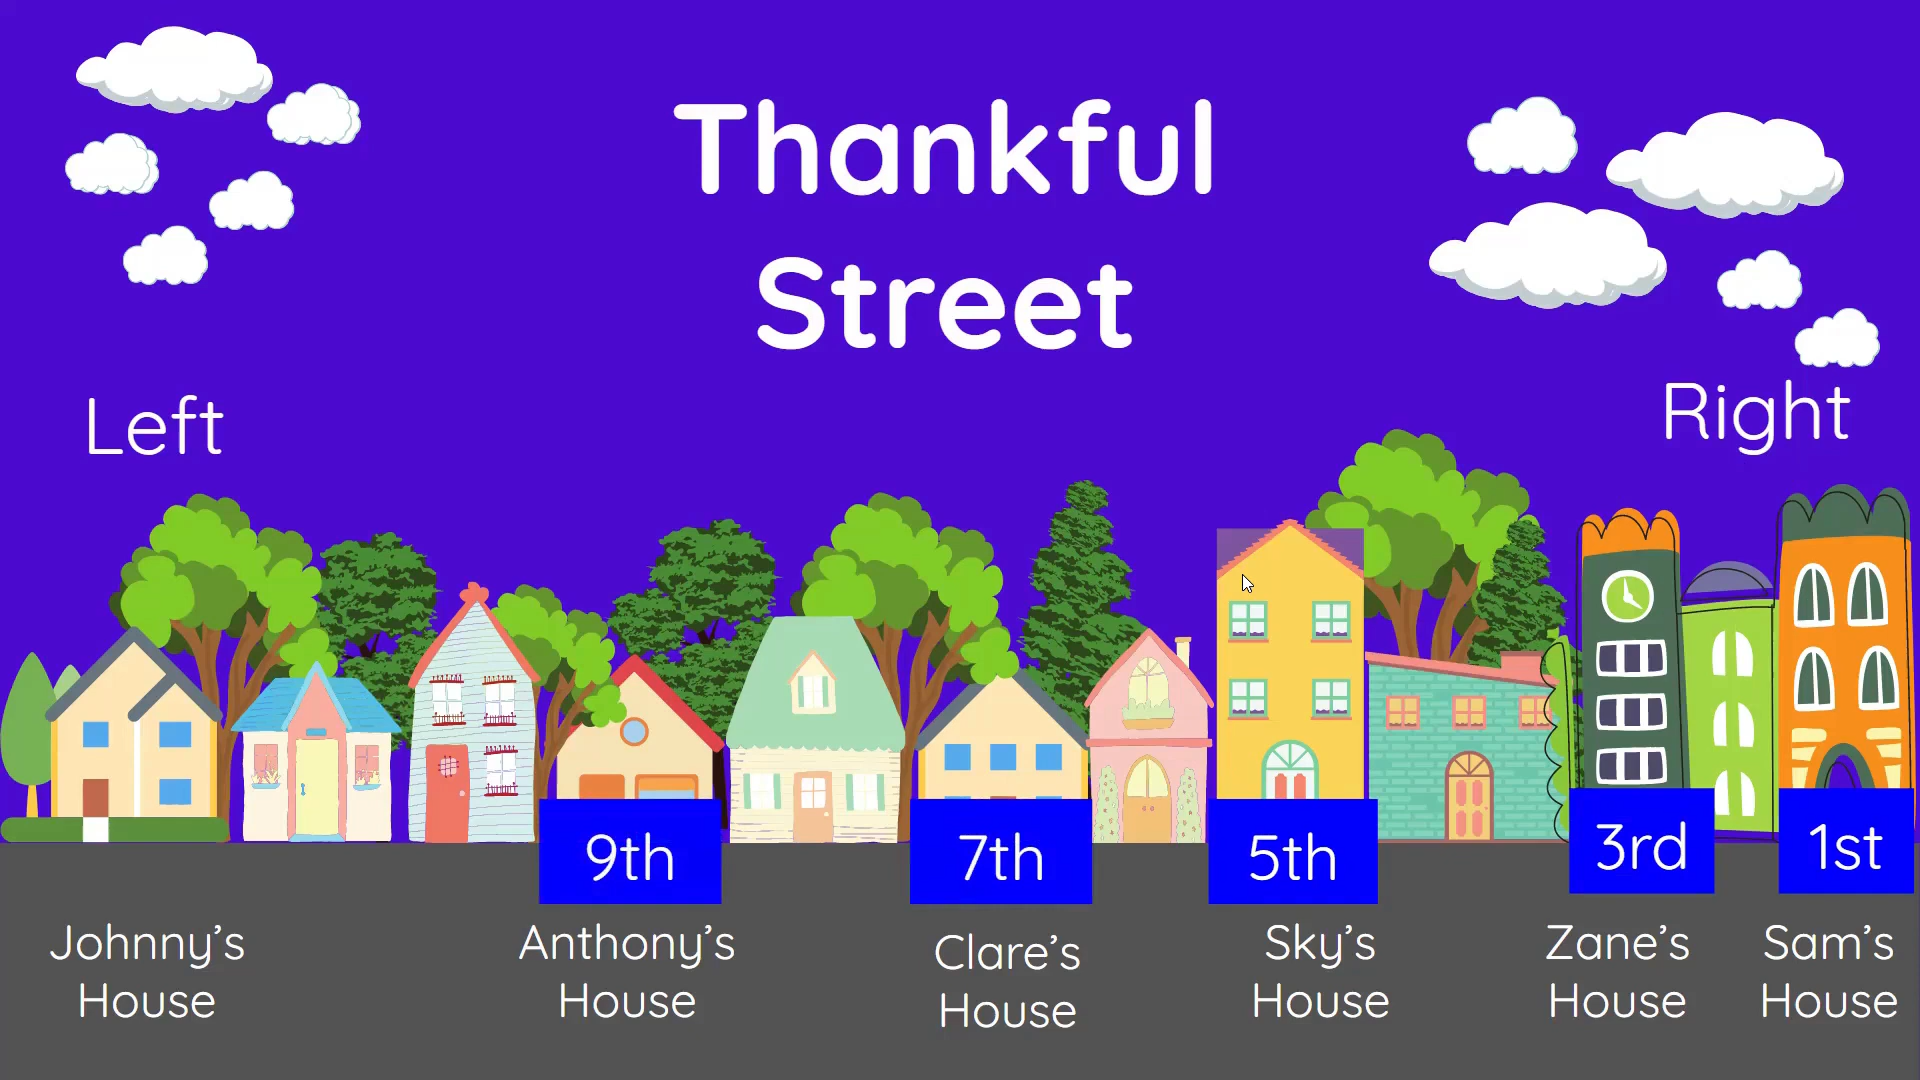 Thankful
Street
Left
Right
9th
7th
5th
3rd
1st
Johnny's
House
Anthony's
House
Clare's
House
Sky's
House
Zane's
House
Sam's
House